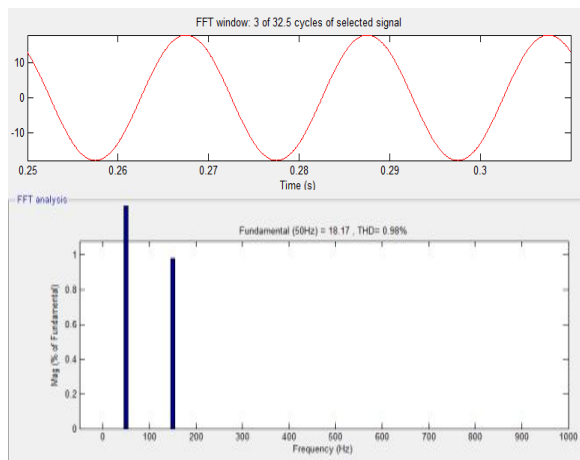 FFT window: 3 of 32.5 cycles of selected signal
10
0
-10
0.25 0.26 0.27 0.28 0.29 0.3
Time (s)
FFT analysis
Fundamental (50Hz) = 18.17 , THD= 0.98%
Mag (% of Fundamental)
1
0.8
0.6
0.4
0.2
0
0 100 200 300 400 500 600 700 800 900 1000
Frequency (Hz)